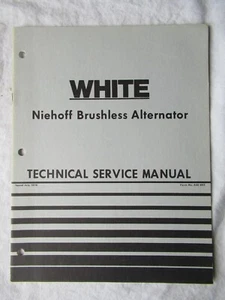 WHITE
Niehoff Brushless Alternator
TECHNICAL SERVICE MANUAL